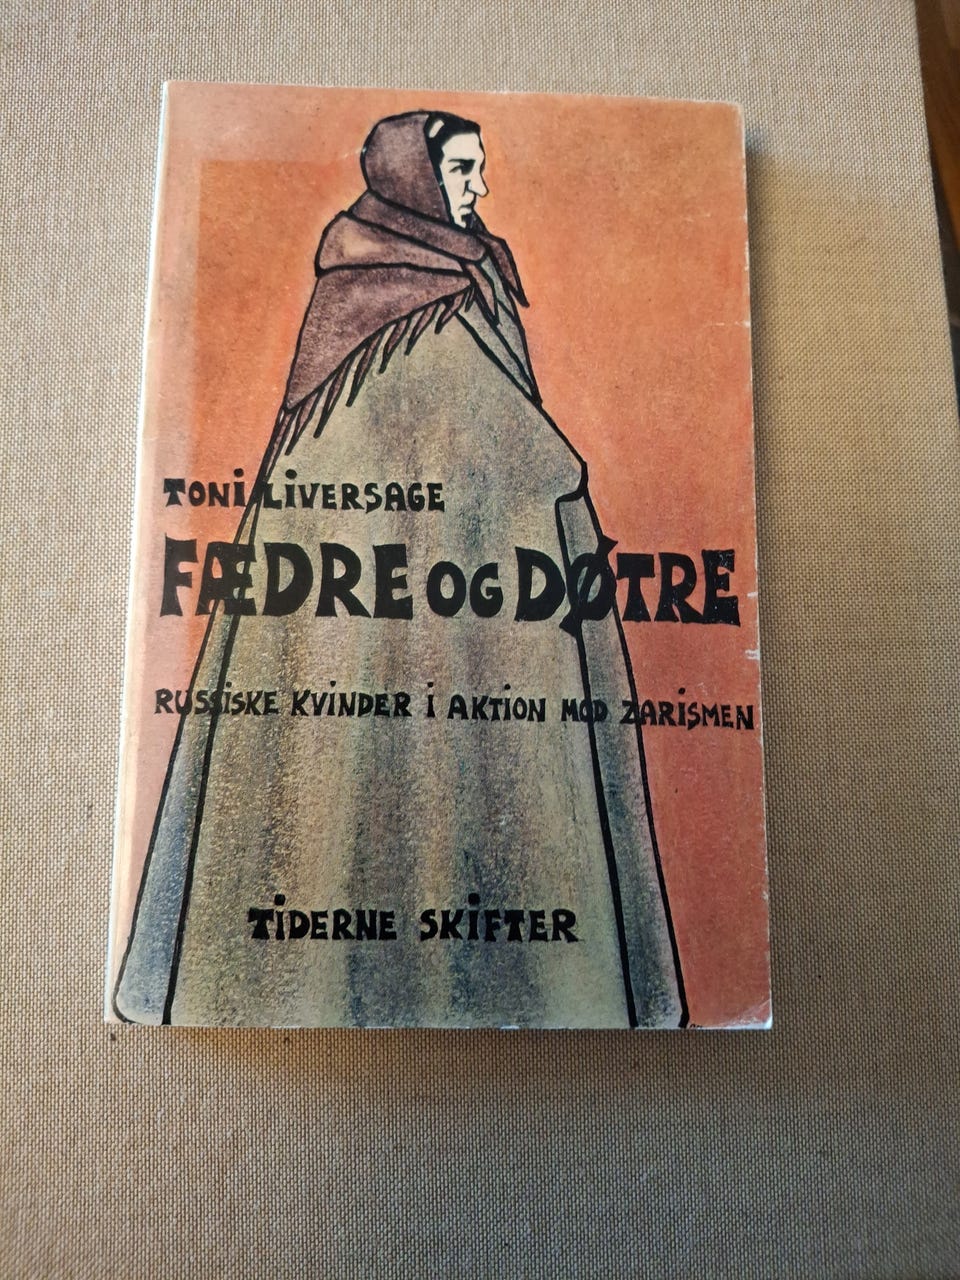 TONI LIVERSAGE
FÆDRE OG DØTRE
RUSSISKE KVINDER I AKTION MOD ZARISMEN
TIDERNE SKIFTER